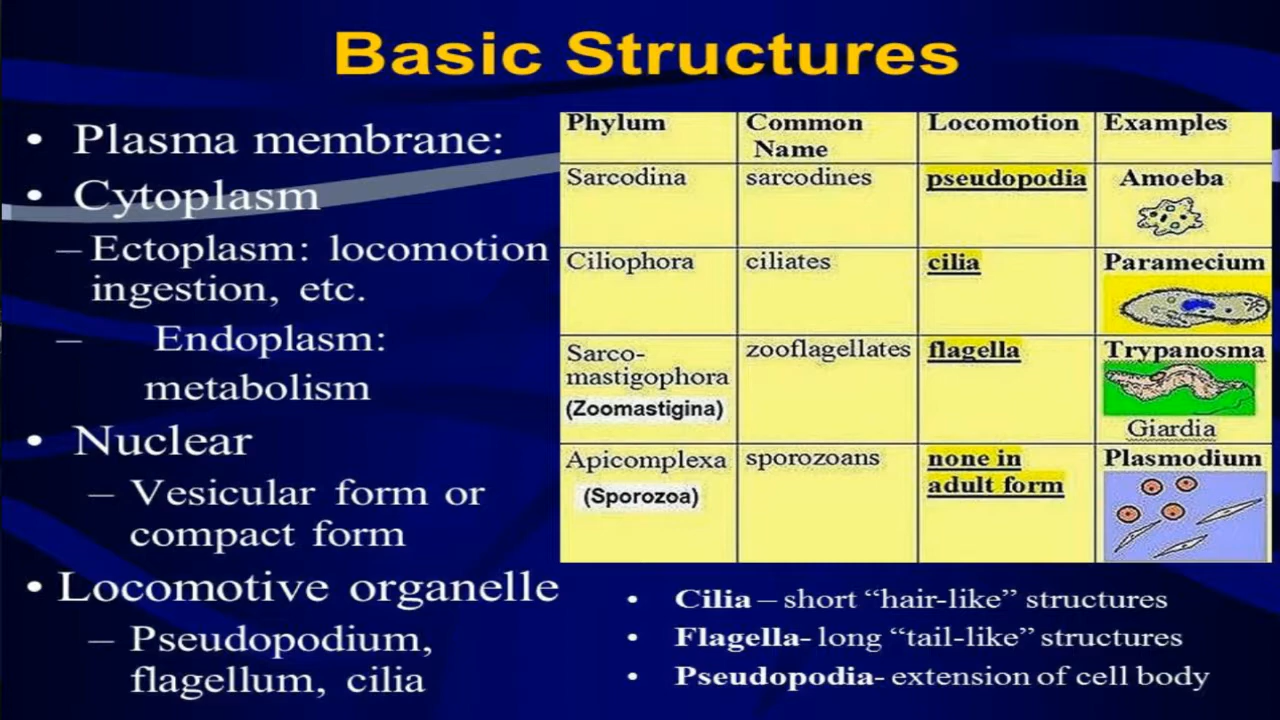 Basic Structures
• Plasma membrane:
• Cytoplasm
– Ectoplasm: locomotion
ingestion, etc.
– Endoplasm:
metabolism
• Nuclear
– Vesicular form or
compact form
• Locomotive organelle
– Pseudopodium,
flagellum, cilia
Phylum Common Name Locomotion Examples
Sarcodina sarcodines pseudopodia Amoeba
Ciliophora ciliates cilia Paramecium
Sarco-
mastigophora
(Zoomastigina) zooflagellates flagella Trypanosma
Giardia
Apicomplexa
(Sporozoa) sporozoans none in
adult form Plasmodium
• Cilia – short “hair-like” structures
• Flagella- long “tail-like” structures
• Pseudopodia- extension of cell body